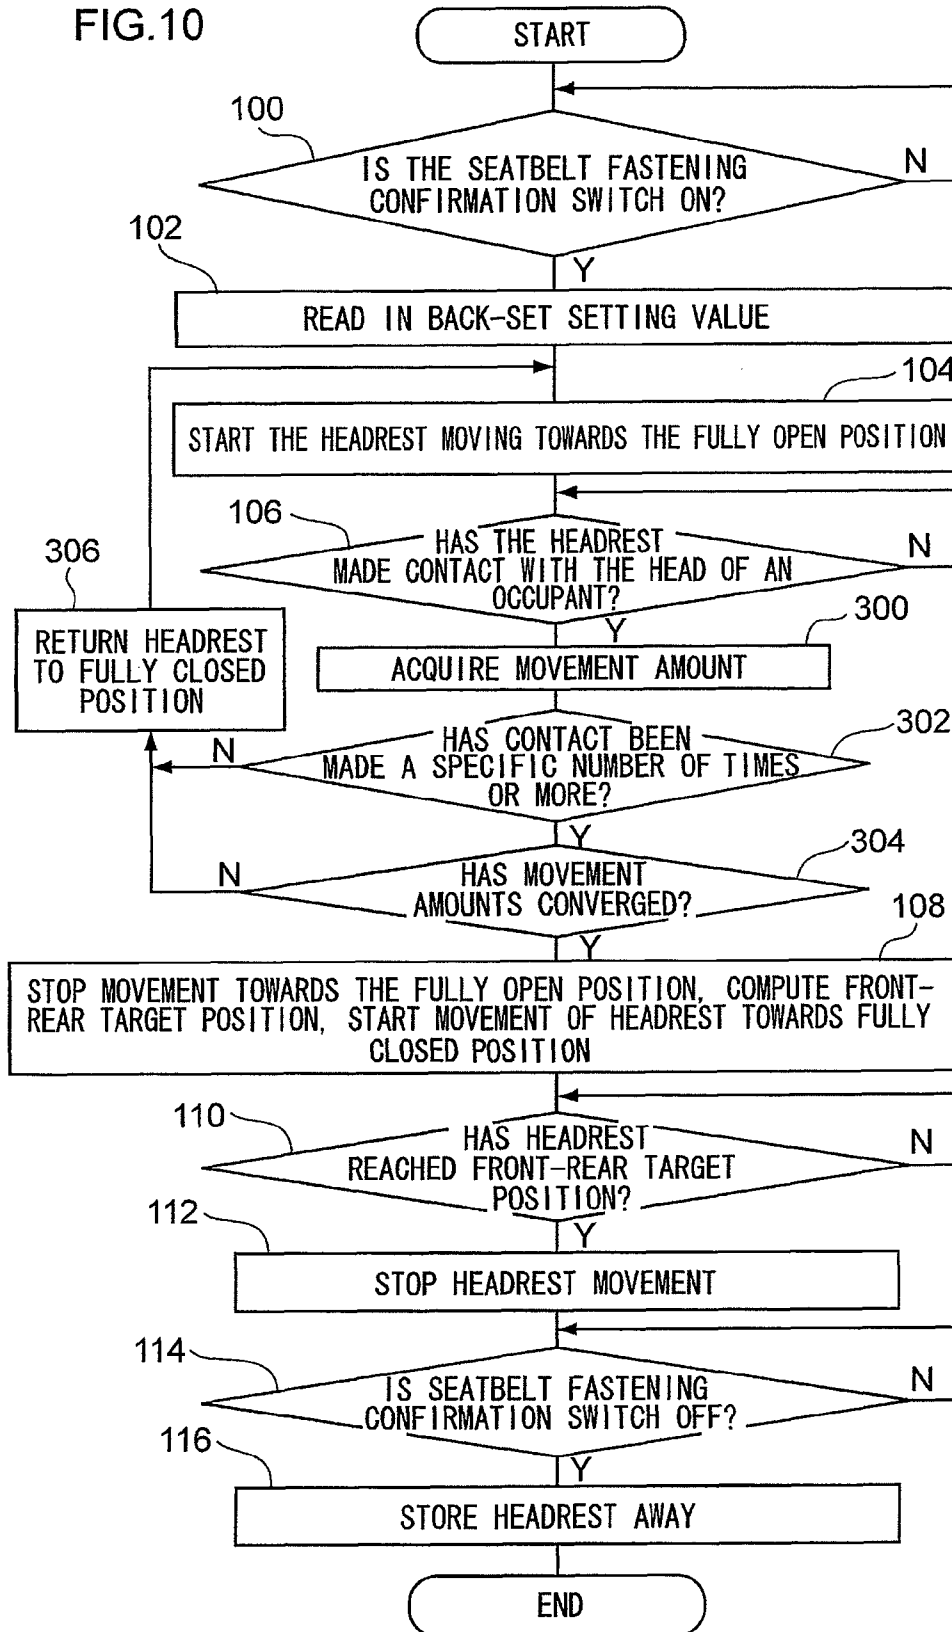 FIG.10
START
100
IS THE SEATBELT FASTENING
CONFIRMATION SWITCH ON?
N
102
Y
READ IN BACK-SET SETTING VALUE
104
START THE HEADREST MOVING TOWARDS THE FULLY OPEN POSITION
106
HAS THE HEADREST
MADE CONTACT WITH THE HEAD OF AN
OCCUPANT?
N
306
Y
300
RETURN HEADREST
TO FULLY CLOSED
POSITION
ACQUIRE MOVEMENT AMOUNT
N
HAS CONTACT BEEN
MADE A SPECIFIC NUMBER OF TIMES
OR MORE?
302
Y
N
HAS MOVEMENT
AMOUNTS CONVERGED?
304
Y
108
STOP MOVEMENT TOWARDS THE FULLY OPEN POSITION, COMPUTE FRONT-
REAR TARGET POSITION, START MOVEMENT OF HEADREST TOWARDS FULLY
CLOSED POSITION
110
HAS HEADREST
REACHED FRONT-REAR TARGET
POSITION?
N
112
Y
STOP HEADREST MOVEMENT
114
IS SEATBELT FASTENING
CONFIRMATION SWITCH OFF?
N
116
Y
STORE HEADREST AWAY
END